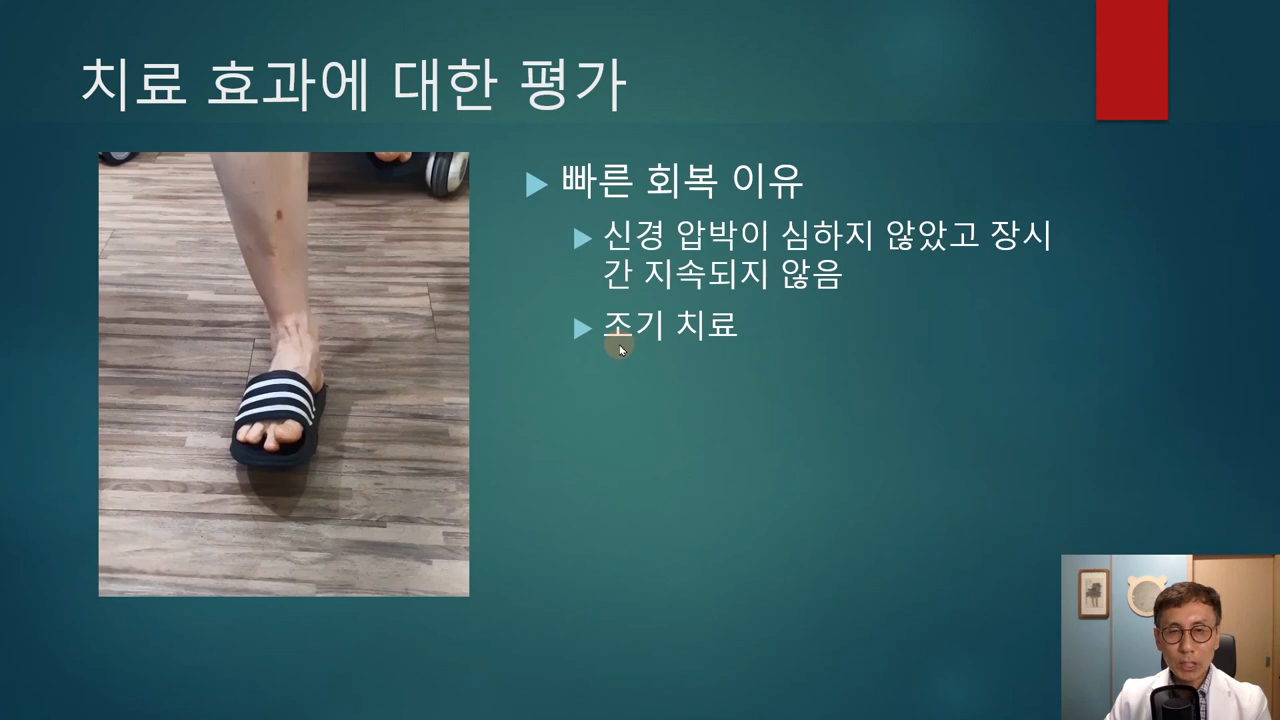 치료 효과에 대한 평가
빠른 회복 이유
신경 압박이 심하지 않았고 장시
간 지속되지 않음
조기 치료